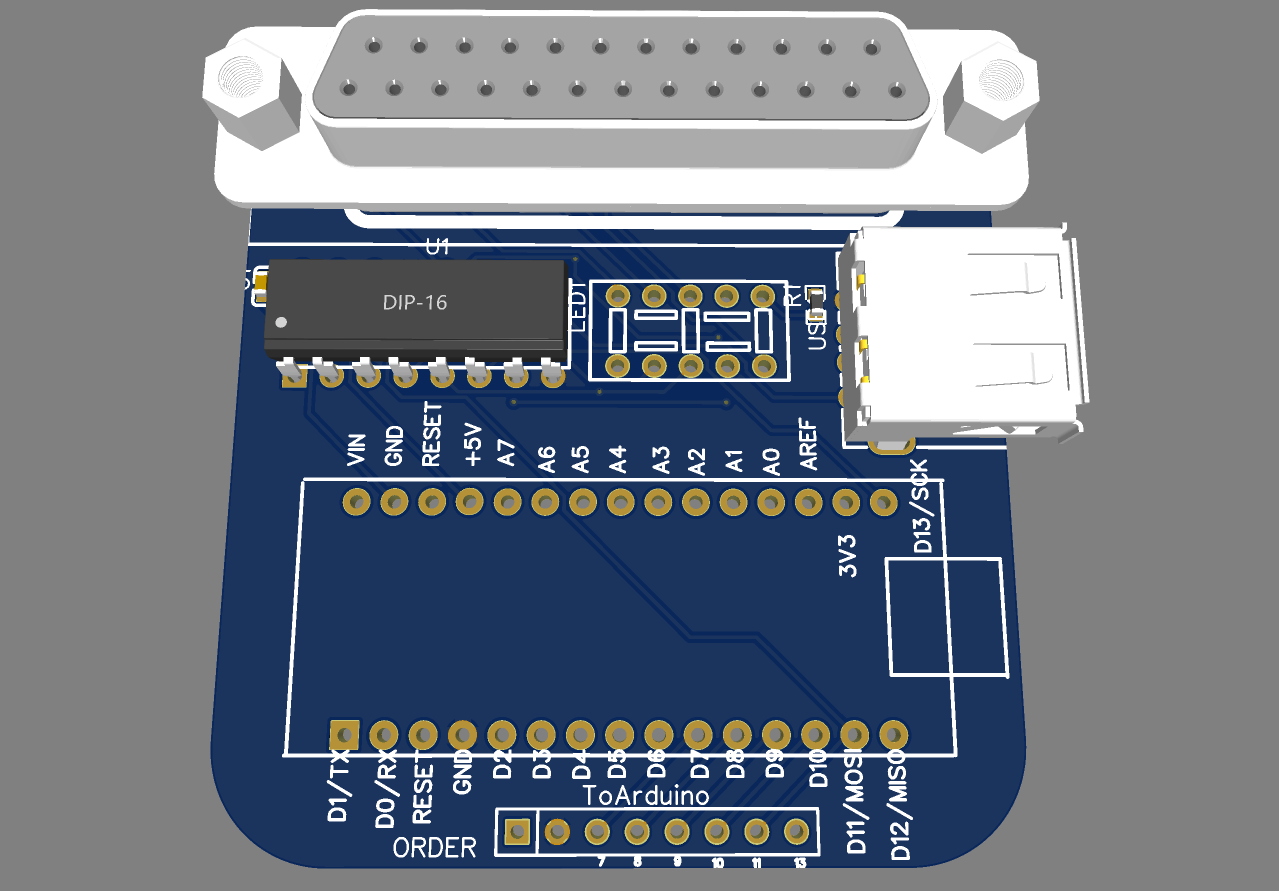 U1
DIP-16
LED1
R1
USB
VIN
GND
RESET
+5V
A7
A6
A5
A4
A3
A2
A1
A0
AREF
D13/SCK
3V3
D1/TX
D0/RX
RESET
GND
D2
D3
D4
D5
D6
D7
D8
D9
D10
D11/MOSI
D12/MISO
ToArduino
ORDER
7 8 9 10 11 13